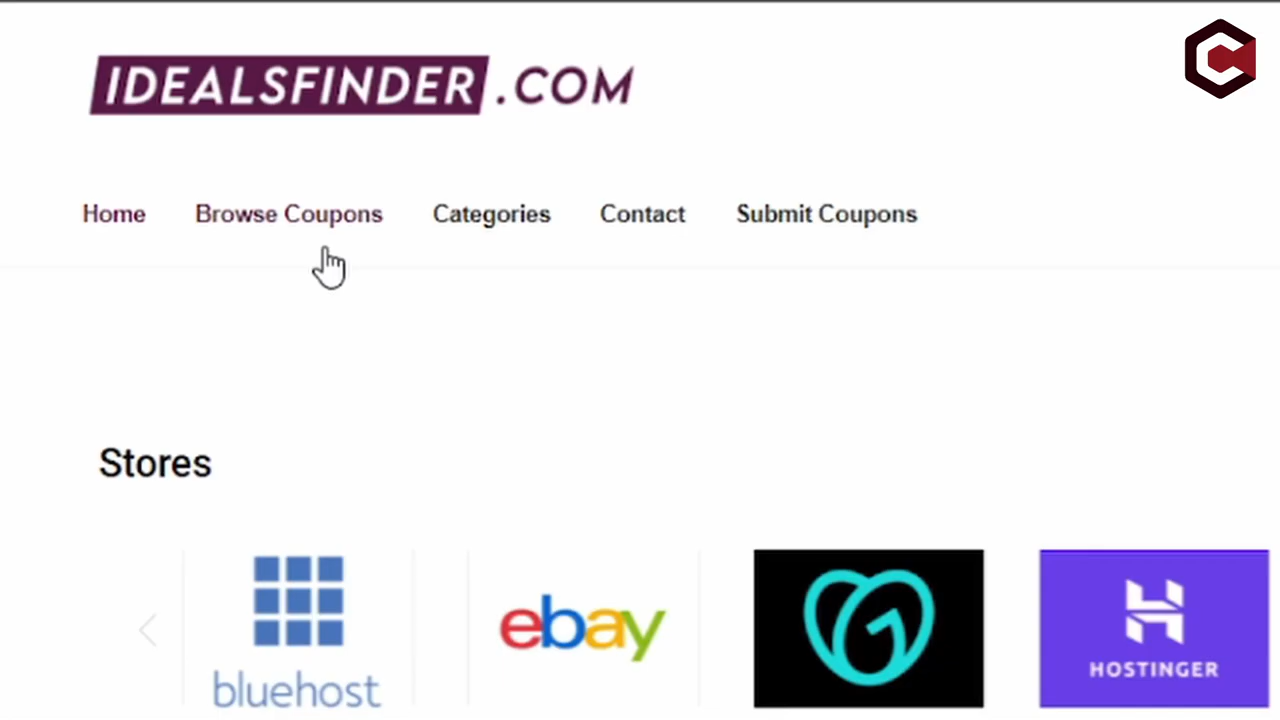 IDEALSFINDER.COM
Home Browse Coupons Categories Contact Submit Coupons
Stores
bluehost
ebay
HOSTINGER